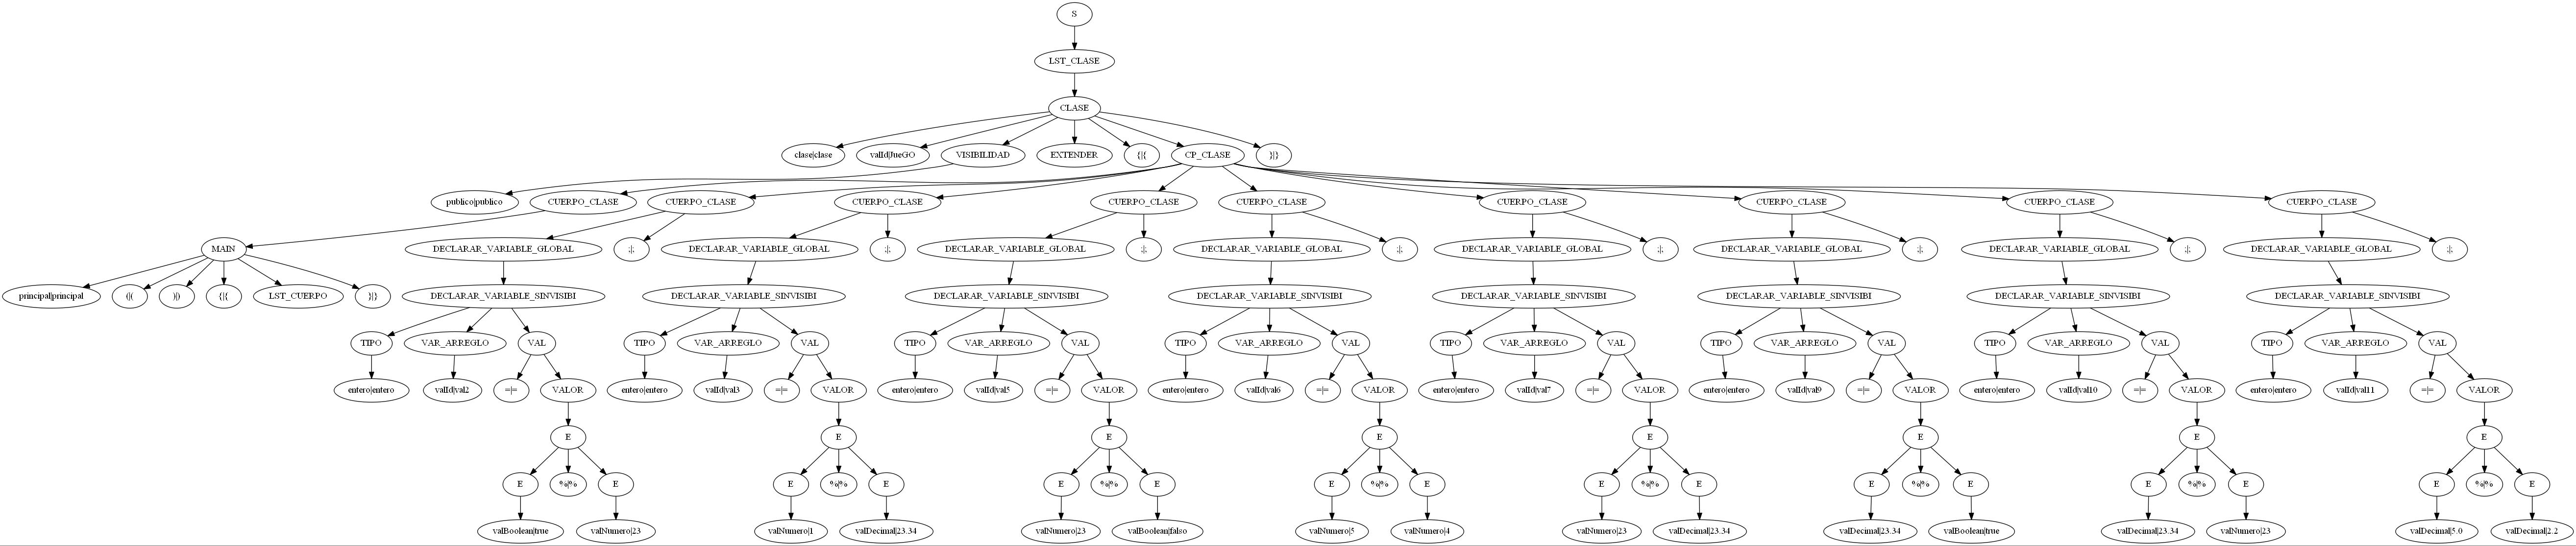 S
LST_CLASE
CLASE
clase|clase valId|JueGO VISIBILIDAD EXTENDER {|{ CP_CLASE }|}
publico|publico CUERPO_CLASE CUERPO_CLASE CUERPO_CLASE CUERPO_CLASE CUERPO_CLASE CUERPO_CLASE CUERPO_CLASE CUERPO_CLASE CUERPO_CLASE
MAIN DECLARAR_VARIABLE_GLOBAL ;|; DECLARAR_VARIABLE_GLOBAL ;|; DECLARAR_VARIABLE_GLOBAL ;|; DECLARAR_VARIABLE_GLOBAL ;|; DECLARAR_VARIABLE_GLOBAL ;|; DECLARAR_VARIABLE_GLOBAL ;|; DECLARAR_VARIABLE_GLOBAL ;|; DECLARAR_VARIABLE_GLOBAL ;|;
principal|principal (|( )|) {|{ LST_CUERPO }|} DECLARAR_VARIABLE_SINVISIBI DECLARAR_VARIABLE_SINVISIBI DECLARAR_VARIABLE_SINVISIBI DECLARAR_VARIABLE_SINVISIBI DECLARAR_VARIABLE_SINVISIBI DECLARAR_VARIABLE_SINVISIBI DECLARAR_VARIABLE_SINVISIBI DECLARAR_VARIABLE_SINVISIBI
TIPO VAR_ARREGLO VAL TIPO VAR_ARREGLO VAL TIPO VAR_ARREGLO VAL TIPO VAR_ARREGLO VAL TIPO VAR_ARREGLO VAL TIPO VAR_ARREGLO VAL TIPO VAR_ARREGLO VAL TIPO VAR_ARREGLO VAL
entero|entero valId|val2 =|= VALOR entero|entero valId|val3 =|= VALOR entero|entero valId|val5 =|= VALOR entero|entero valId|val6 =|= VALOR entero|entero valId|val7 =|= VALOR entero|entero valId|val9 =|= VALOR entero|entero valId|val10 =|= VALOR entero|entero valId|val11 =|= VALOR
E E E E E E E E
E %|% E E %|% E E %|% E E %|% E E %|% E E %|% E E %|% E E %|% E
valBoolean|true valNumero|23 valNumero|1 valDecimal|23.34 valNumero|23 valBoolean|falso valNumero|5 valNumero|4 valNumero|23 valDecimal|23.34 valDecimal|23.34 valBoolean|true valDecimal|23.34 valNumero|23 valDecimal|5.0 valDecimal|2.2